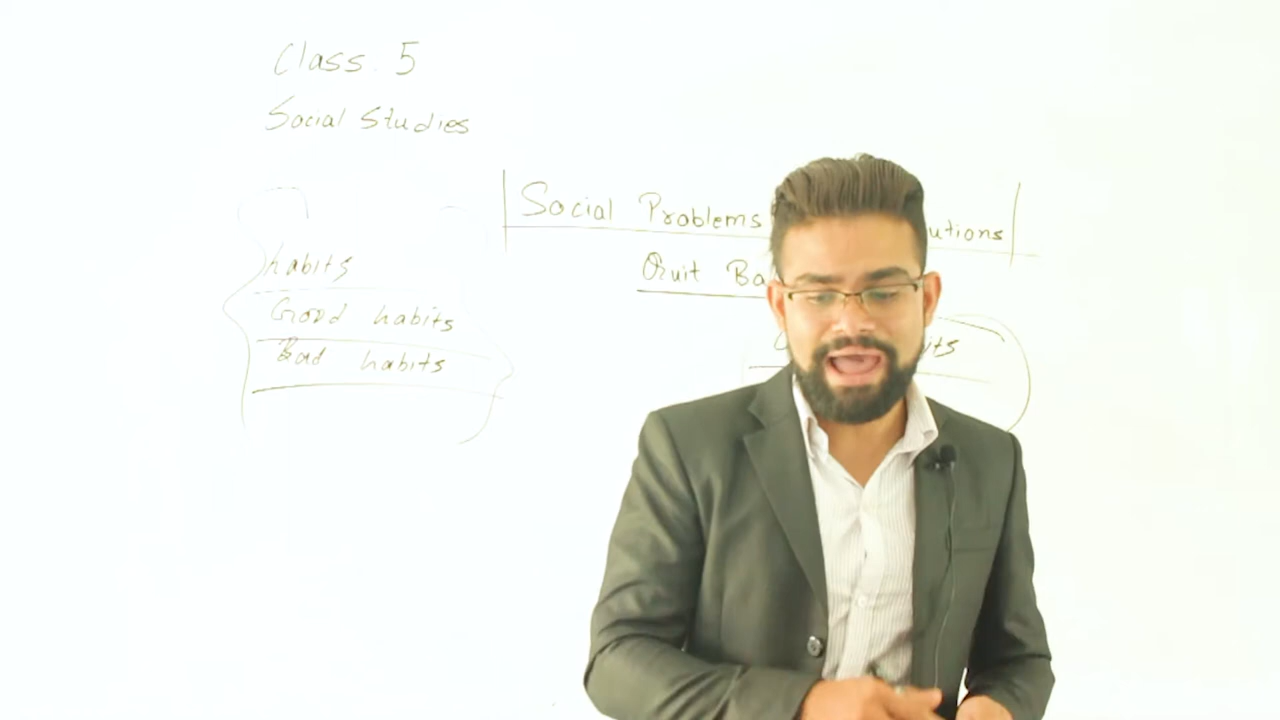 Class. 5
Social Studies
Social Problems
Quit
habits
Good habits
Bad habits